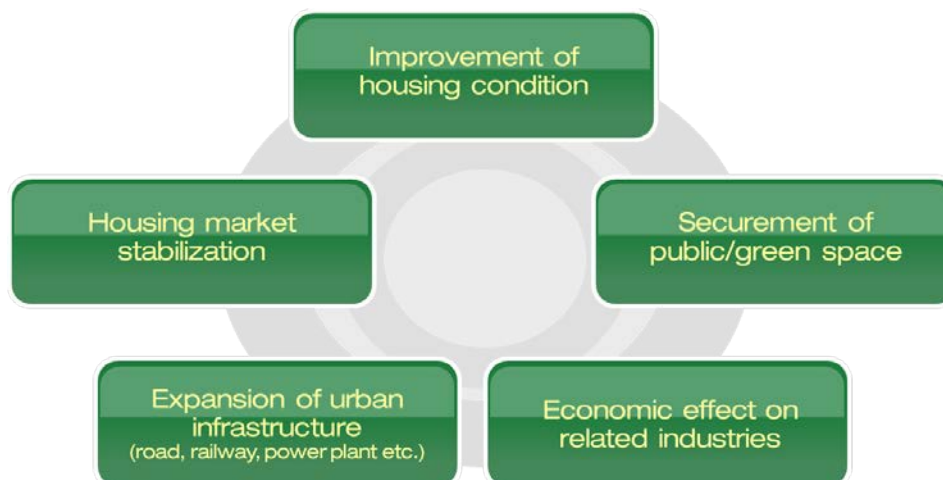 Improvement of
housing condition
Housing market
stabilization
Securement of
public/green space
Expansion of urban
infrastructure
(road, railway, power plant etc.)
Economic effect on
related industries